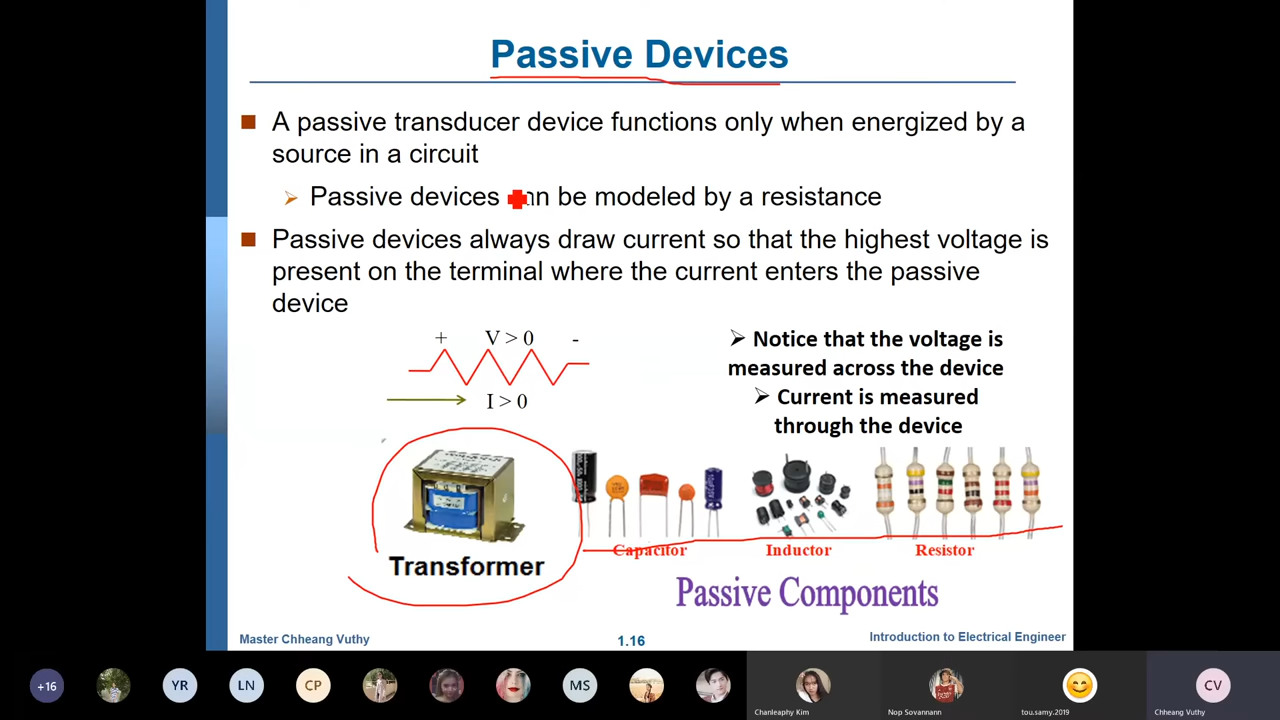 Passive Devices
A passive transducer device functions only when energized by a
source in a circuit
Passive devices can be modeled by a resistance
Passive devices always draw current so that the highest voltage is
present on the terminal where the current enters the passive
device
+ V > 0 -
I > 0
Notice that the voltage is
measured across the device
Current is measured
through the device
Transformer
Capacitor Inductor Resistor
Passive Components
Master Chheang Vuthy 1.16 Introduction to Electrical Engineer
+16 YR LN CP MS CV
Chanleaphy Kim Nop Sovannann tou.samy.2019 Chheang Vuthy